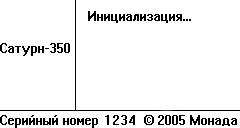 Инициализация...
Сатурн-350
Серийный номер 1234 © 2005 Монада